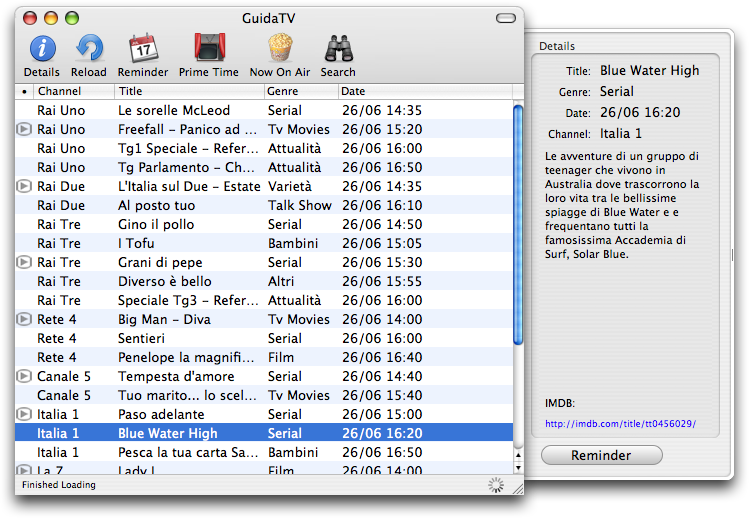 GuidaTV
Details Reload Reminder Prime Time Now On Air Search
• Channel Title Genre Date
Rai Uno Le sorelle McLeod Serial 26/06 14:35
Rai Uno Freefall – Panico ad ... Tv Movies 26/06 15:20
Rai Uno Tg1 Speciale – Refer... Attualità 26/06 16:00
Rai Uno Tg Parlamento – Ch... Attualità 26/06 16:50
Rai Due L'Italia sul Due – Estate Varietà 26/06 14:35
Rai Due Al posto tuo Talk Show 26/06 16:10
Rai Tre Gino il pollo Serial 26/06 14:50
Rai Tre I Tofu Bambini 26/06 15:05
Rai Tre Grani di pepe Serial 26/06 15:30
Rai Tre Diverso è bello Altri 26/06 15:55
Rai Tre Speciale Tg3 – Refer... Attualità 26/06 16:00
Rete 4 Big Man – Diva Tv Movies 26/06 14:00
Rete 4 Sentieri Serial 26/06 16:00
Rete 4 Penelope la magnifi... Film 26/06 16:40
Canale 5 Tempesta d'amore Serial 26/06 14:40
Canale 5 Tuo marito... lo scel... Tv Movies 26/06 15:40
Italia 1 Paso adelante Serial 26/06 15:00
Italia 1 Blue Water High Serial 26/06 16:20
Italia 1 Pesca la tua carta Sa... Bambini 26/06 16:50
La 7 Lady L Film 26/06 14:00
Finished Loading
Details
Title: Blue Water High
Genre: Serial
Date: 26/06 16:20
Channel: Italia 1
Le avventure di un gruppo di
teenager che vivono in
Australia dove trascorrono la
loro vita tra le bellissime
spiagge di Blue Water e e
frequentano tutti la
famosissima Accademia di
Surf, Solar Blue.
IMDB:
http://imdb.com/title/tt0456029/
Reminder